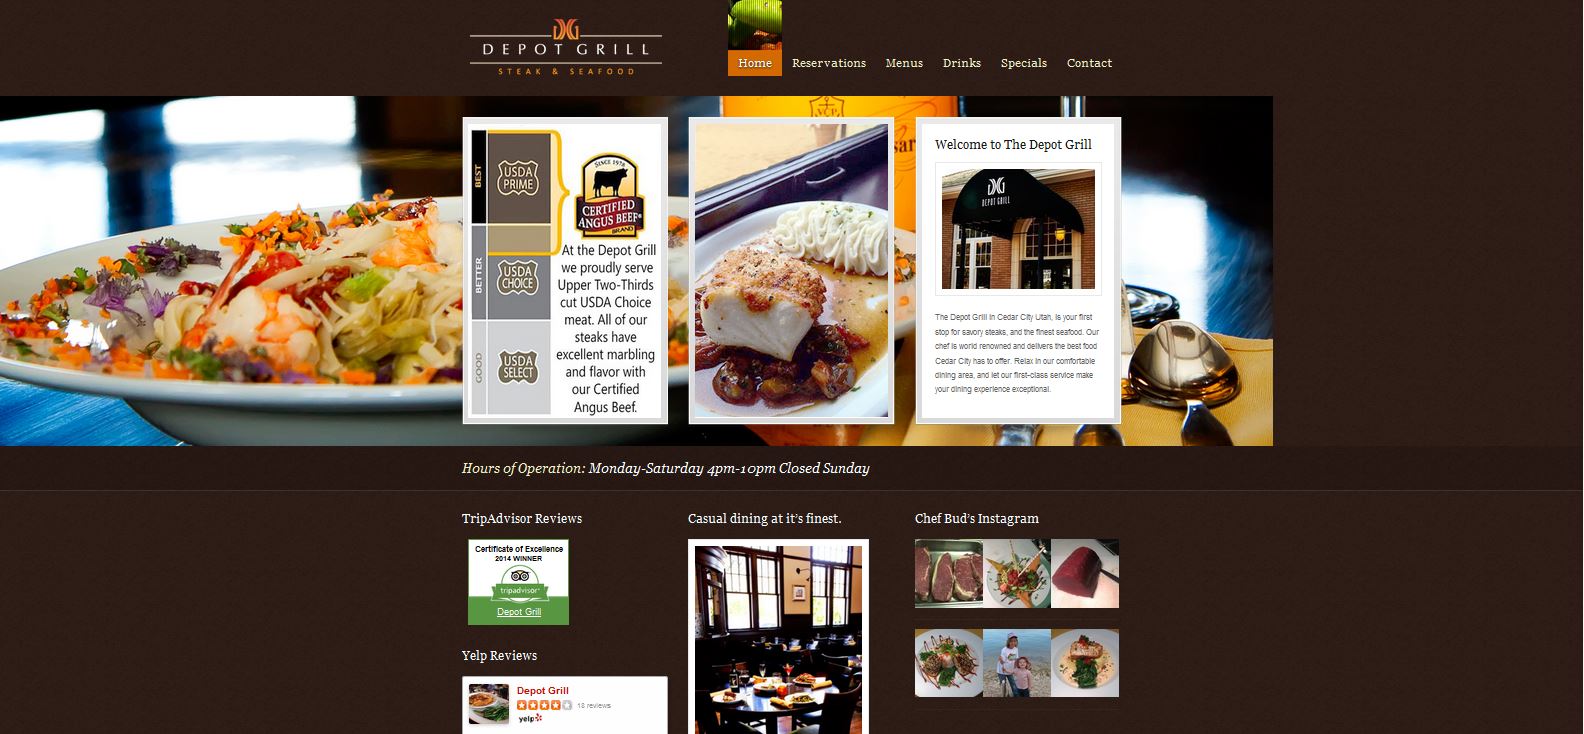 DEPOT GRILL
STEAK & SEAFOOD
Home
Reservations
Menus
Drinks
Specials
Contact
BEST
USDA
PRIME
BETTER
USDA
CHOICE
GOOD
USDA
SELECT
SINCE 1978
CERTIFIED
ANGUS BEEF®
BRAND
At the Depot Grill
we proudly serve
Upper Two-Thirds
cut USDA Choice
meat. All of our
steaks have
excellent marbling
and flavor with
our Certified
Angus Beef.
VCP
sar
Welcome to The Depot Grill
DEPOT GRILL
The Depot Grill in Cedar City Utah, is your first
stop for savory steaks, and the finest seafood. Our
chef is world renowned and delivers the best food
Cedar City has to offer. Relax in our comfortable
dining area, and let our first-class service make
your dining experience exceptional.
Hours of Operation: Monday-Saturday 4pm-10pm Closed Sunday
TripAdvisor Reviews
Certificate of Excellence
2014 WINNER
tripadvisor®
Depot Grill
Yelp Reviews
Depot Grill
18 reviews
yelp
Casual dining at it's finest.
Chef Bud's Instagram